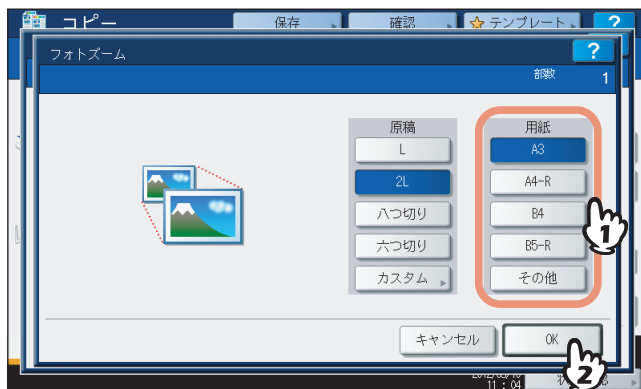 コピー
保存
確認
テンプレート
?
フォトズーム
?
部数
1
原稿
用紙
L
A3
2L
A4-R
八つ切り
B4
六つ切り
B5-R
カスタム
その他
キャンセル
OK
1
2
11 : 04